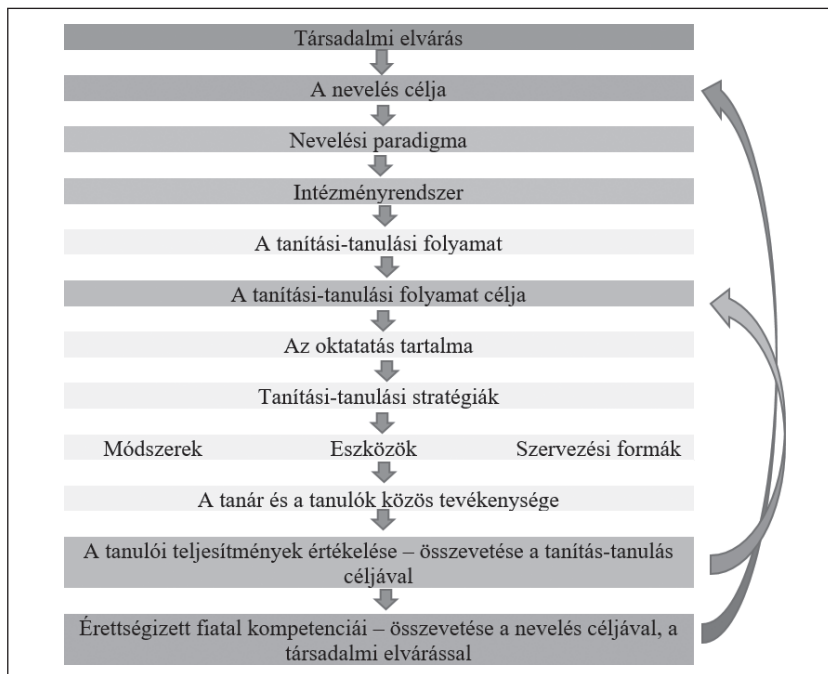 Társadalmi elvárás
A nevelés célja
Nevelési paradigma
Intézményrendszer
A tanítási-tanulási folyamat
A tanítási-tanulási folyamat célja
Az oktatatás tartalma
Tanítási-tanulási stratégiák
Módszerek Eszközök Szervezési formák
A tanár és a tanulók közös tevékenysége
A tanulói teljesítmények értékelése – összevetése a tanítás-tanulás
céljával
Érettségizett fiatal kompetenciái – összevetése a nevelés céljával, a
társadalmi elvárással